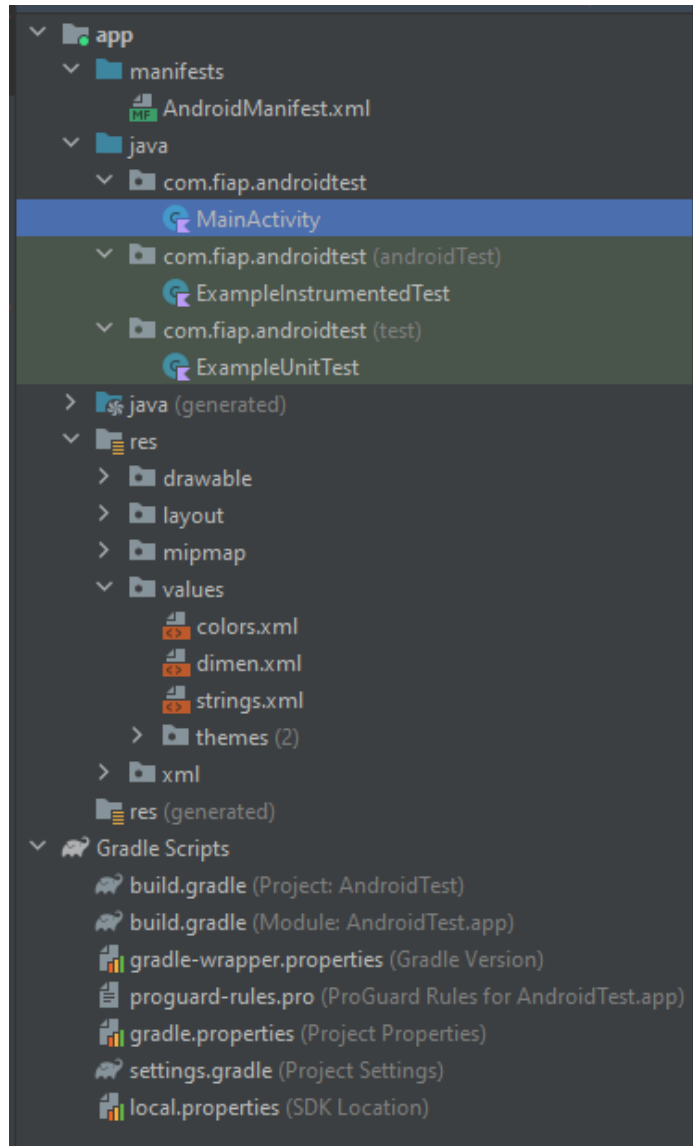 app
manifests
MF AndroidManifest.xml
java
com.fiap.androidtest
MainActivity
com.fiap.androidtest (androidTest)
ExampleInstrumentedTest
com.fiap.androidtest (test)
ExampleUnitTest
java (generated)
res
drawable
layout
mipmap
values
colors.xml
dimen.xml
strings.xml
themes (2)
xml
res (generated)
Gradle Scripts
build.gradle (Project: AndroidTest)
build.gradle (Module: AndroidTest.app)
gradle-wrapper.properties (Gradle Version)
proguard-rules.pro (ProGuard Rules for AndroidTest.app)
gradle.properties (Project Properties)
settings.gradle (Project Settings)
local.properties (SDK Location)